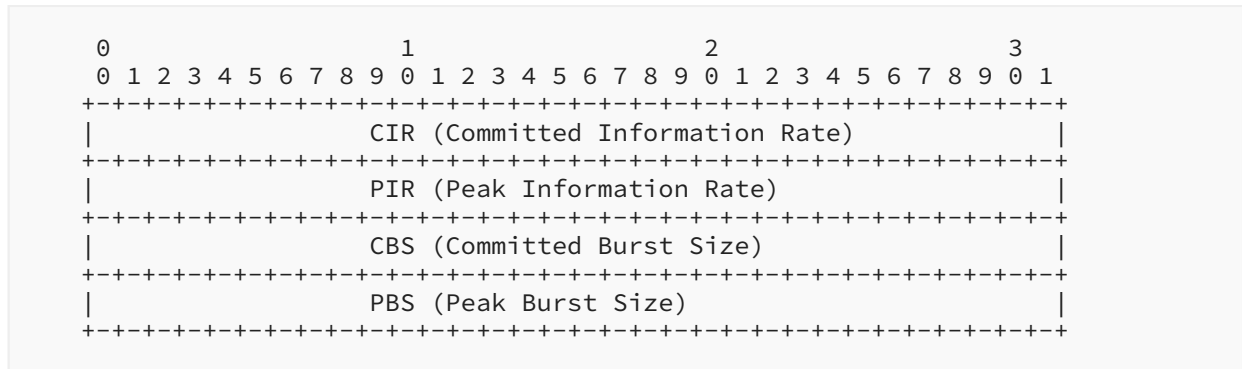 0                   1                   2                   3
 0 1 2 3 4 5 6 7 8 9 0 1 2 3 4 5 6 7 8 9 0 1 2 3 4 5 6 7 8 9 0 1
+-+-+-+-+-+-+-+-+-+-+-+-+-+-+-+-+-+-+-+-+-+-+-+-+-+-+-+-+-+-+-+-+
|                  CIR (Committed Information Rate)             |
+-+-+-+-+-+-+-+-+-+-+-+-+-+-+-+-+-+-+-+-+-+-+-+-+-+-+-+-+-+-+-+-+
|                  PIR (Peak Information Rate)                  |
+-+-+-+-+-+-+-+-+-+-+-+-+-+-+-+-+-+-+-+-+-+-+-+-+-+-+-+-+-+-+-+-+
|                  CBS (Committed Burst Size)                   |
+-+-+-+-+-+-+-+-+-+-+-+-+-+-+-+-+-+-+-+-+-+-+-+-+-+-+-+-+-+-+-+-+
|                  PBS (Peak Burst Size)                        |
+-+-+-+-+-+-+-+-+-+-+-+-+-+-+-+-+-+-+-+-+-+-+-+-+-+-+-+-+-+-+-+-+